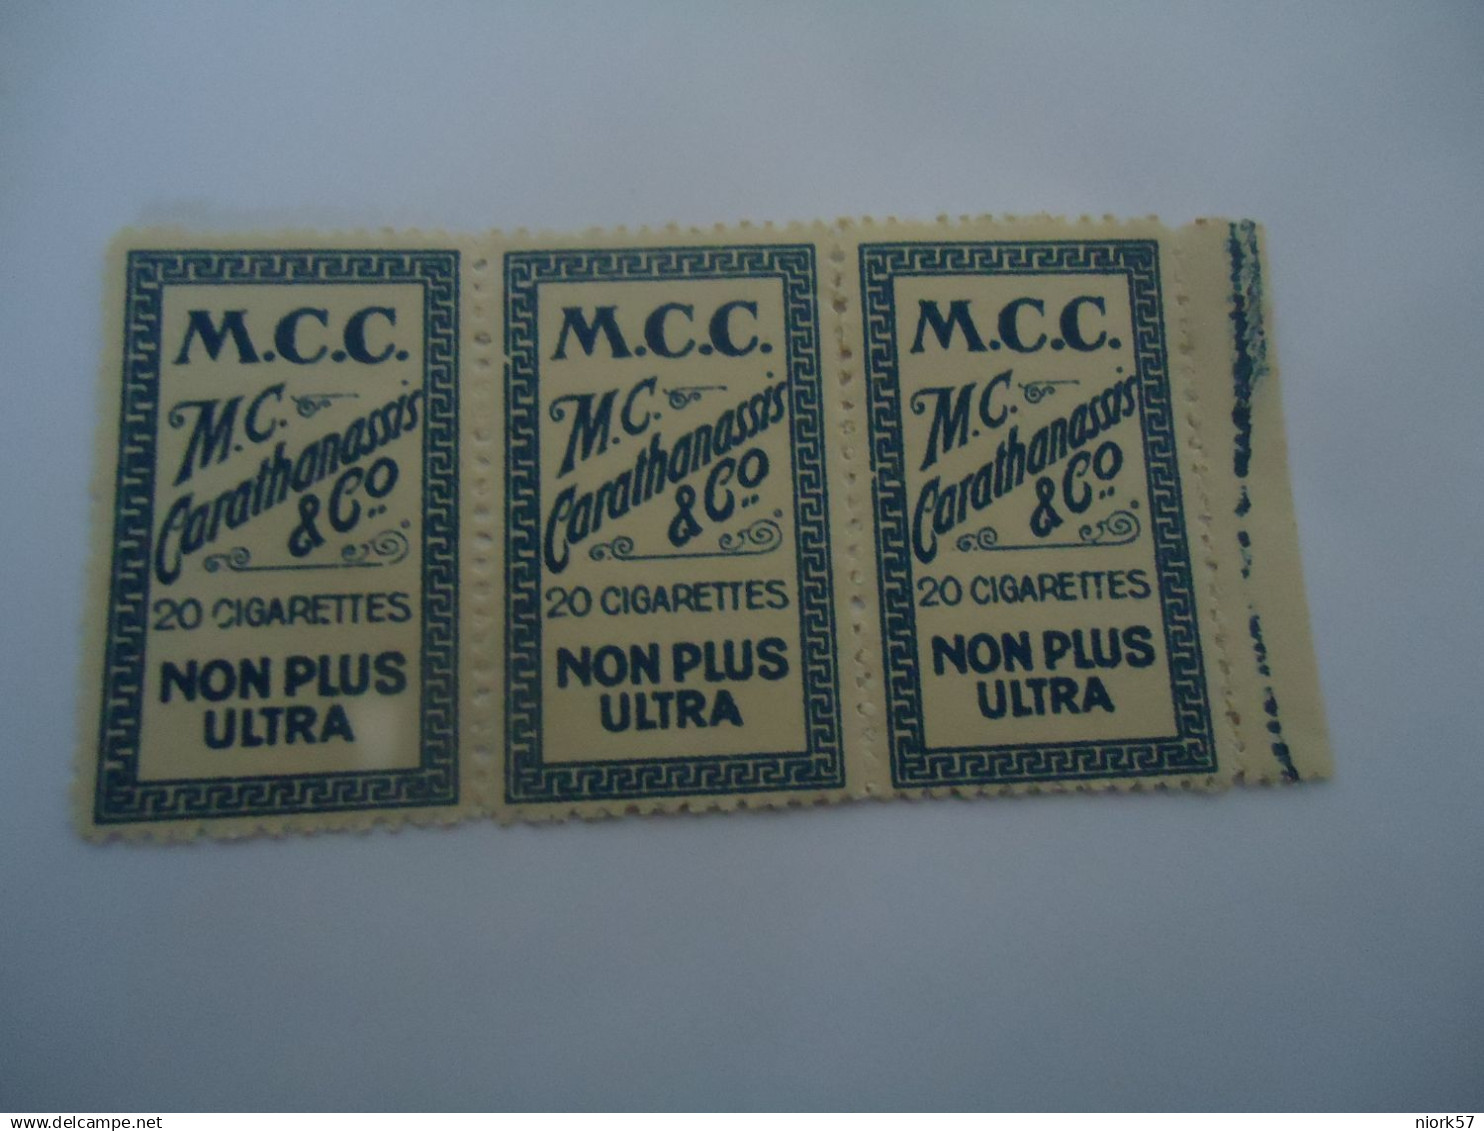 M.C.C.
M.C.
Carathanassis
& Co.
20 CIGARETTES
NON PLUS
ULTRA
M.C.C.
M.C.
Carathanassis
& Co.
20 CIGARETTES
NON PLUS
ULTRA
M.C.C.
M.C.
Carathanassis
& Co.
20 CIGARETTES
NON PLUS
ULTRA
delcampe.net
niork57